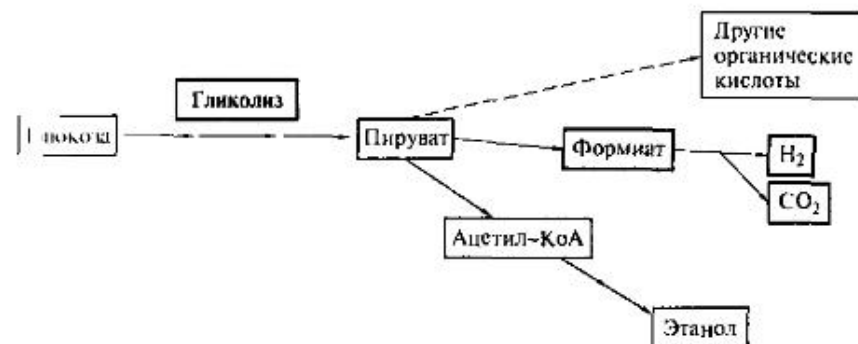 Другие
органические
кислоты
Гликолиз
Пируват
Формиат
H₂
CO₂
Ацетил~КоА
Этанол